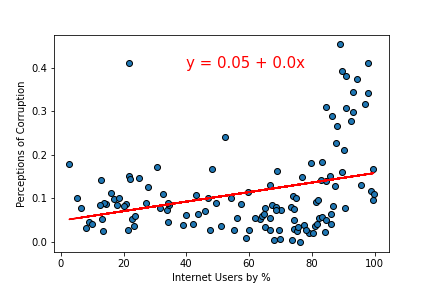 y = 0.05 + 0.0x
0.4
0.3
0.2
0.1
0.0
Perceptions of Corruption
0 20 40 60 80 100
Internet Users by %